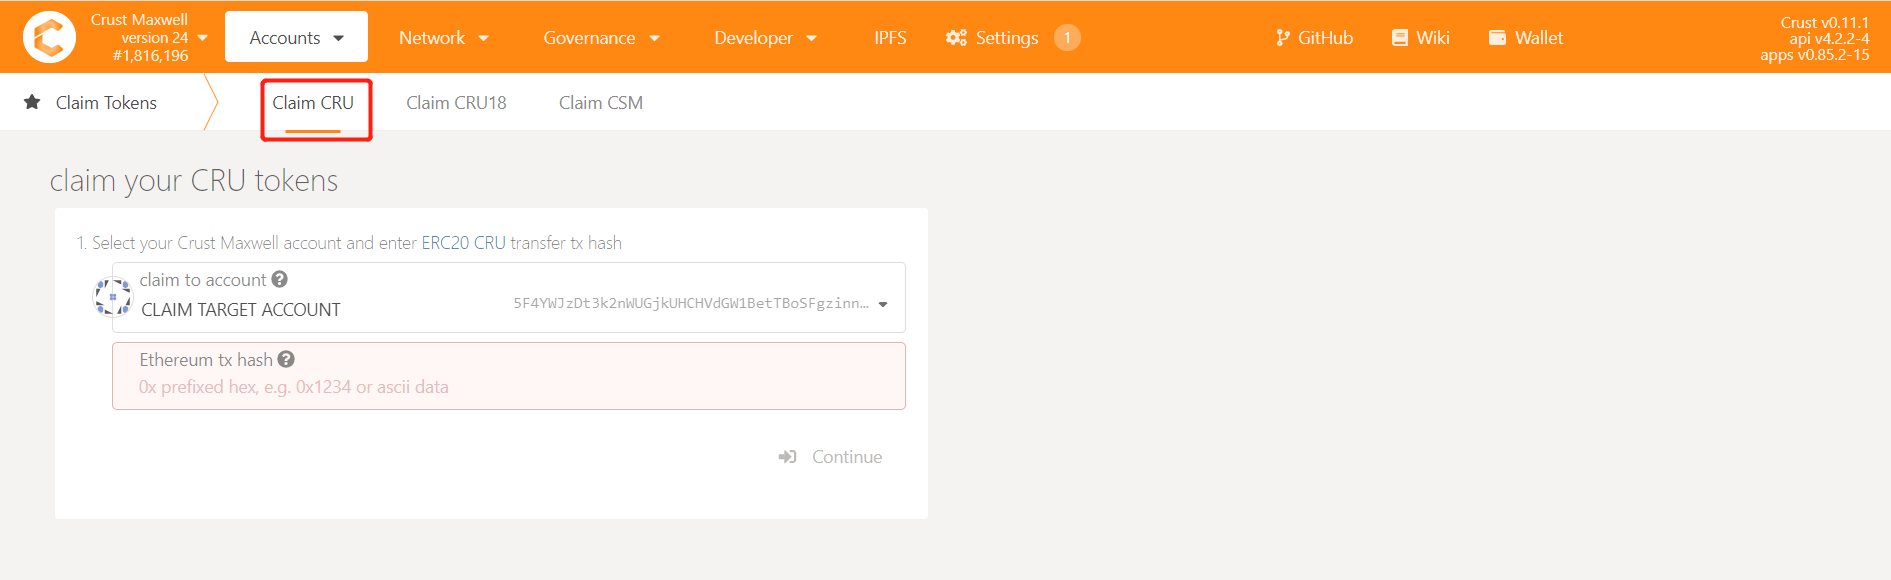 Crust Maxwell
version 24
#1,816,196
Accounts
Network
Governance
Developer
IPFS
Settings
1
GitHub
Wiki
Wallet
Crust v0.11.1
api v4.2.2-4
apps v0.85.2-15
Claim Tokens
Claim CRU
Claim CRU18
Claim CSM
claim your CRU tokens
1. Select your Crust Maxwell account and enter ERC20 CRU transfer tx hash
claim to account
CLAIM TARGET ACCOUNT
5F4YWJzDt3k2nWUGjkUHCHVdGW1BetTBoSFgzinn…
Ethereum tx hash
0x prefixed hex, e.g. 0x1234 or ascii data
Continue